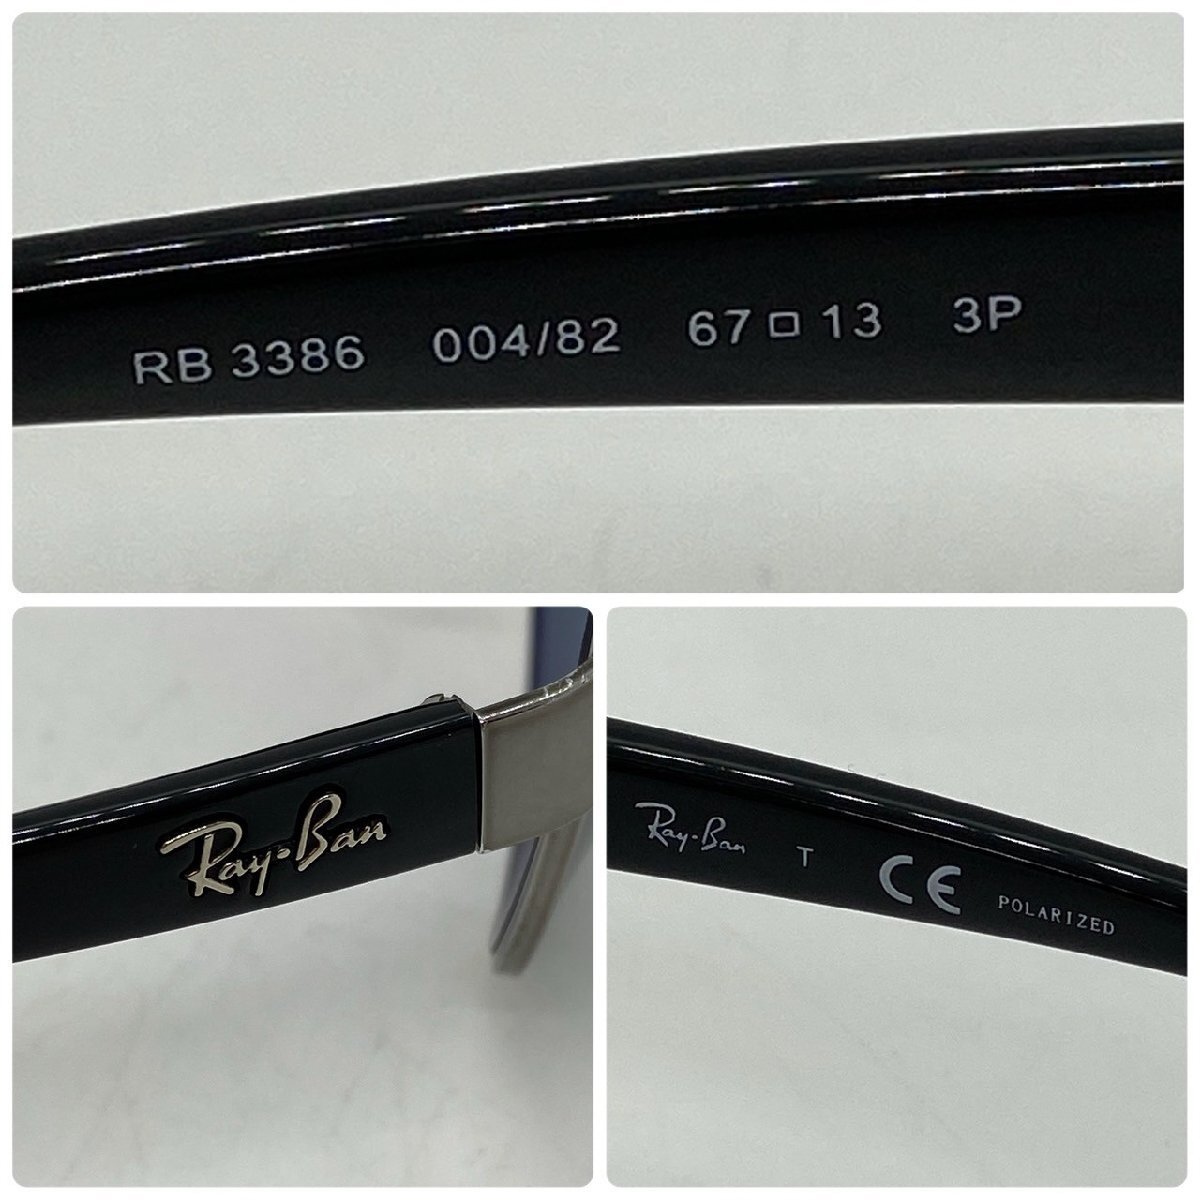 RB 3386 004/82 67□13 3P
Ray-Ban
Ray-Ban T CE POLARIZED